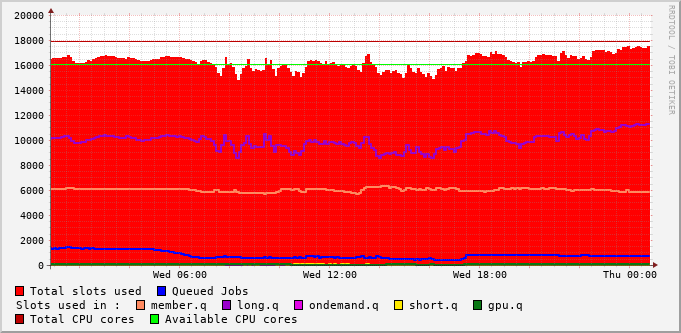 RRDTOOL / TOBI OETIKER
20000
18000
16000
14000
12000
10000
8000
6000
4000
2000
0
Wed 06:00 Wed 12:00 Wed 18:00 Thu 00:00
Total slots used Queued Jobs
Slots used in : member.q long.q ondemand.q short.q gpu.q
Total CPU cores Available CPU cores